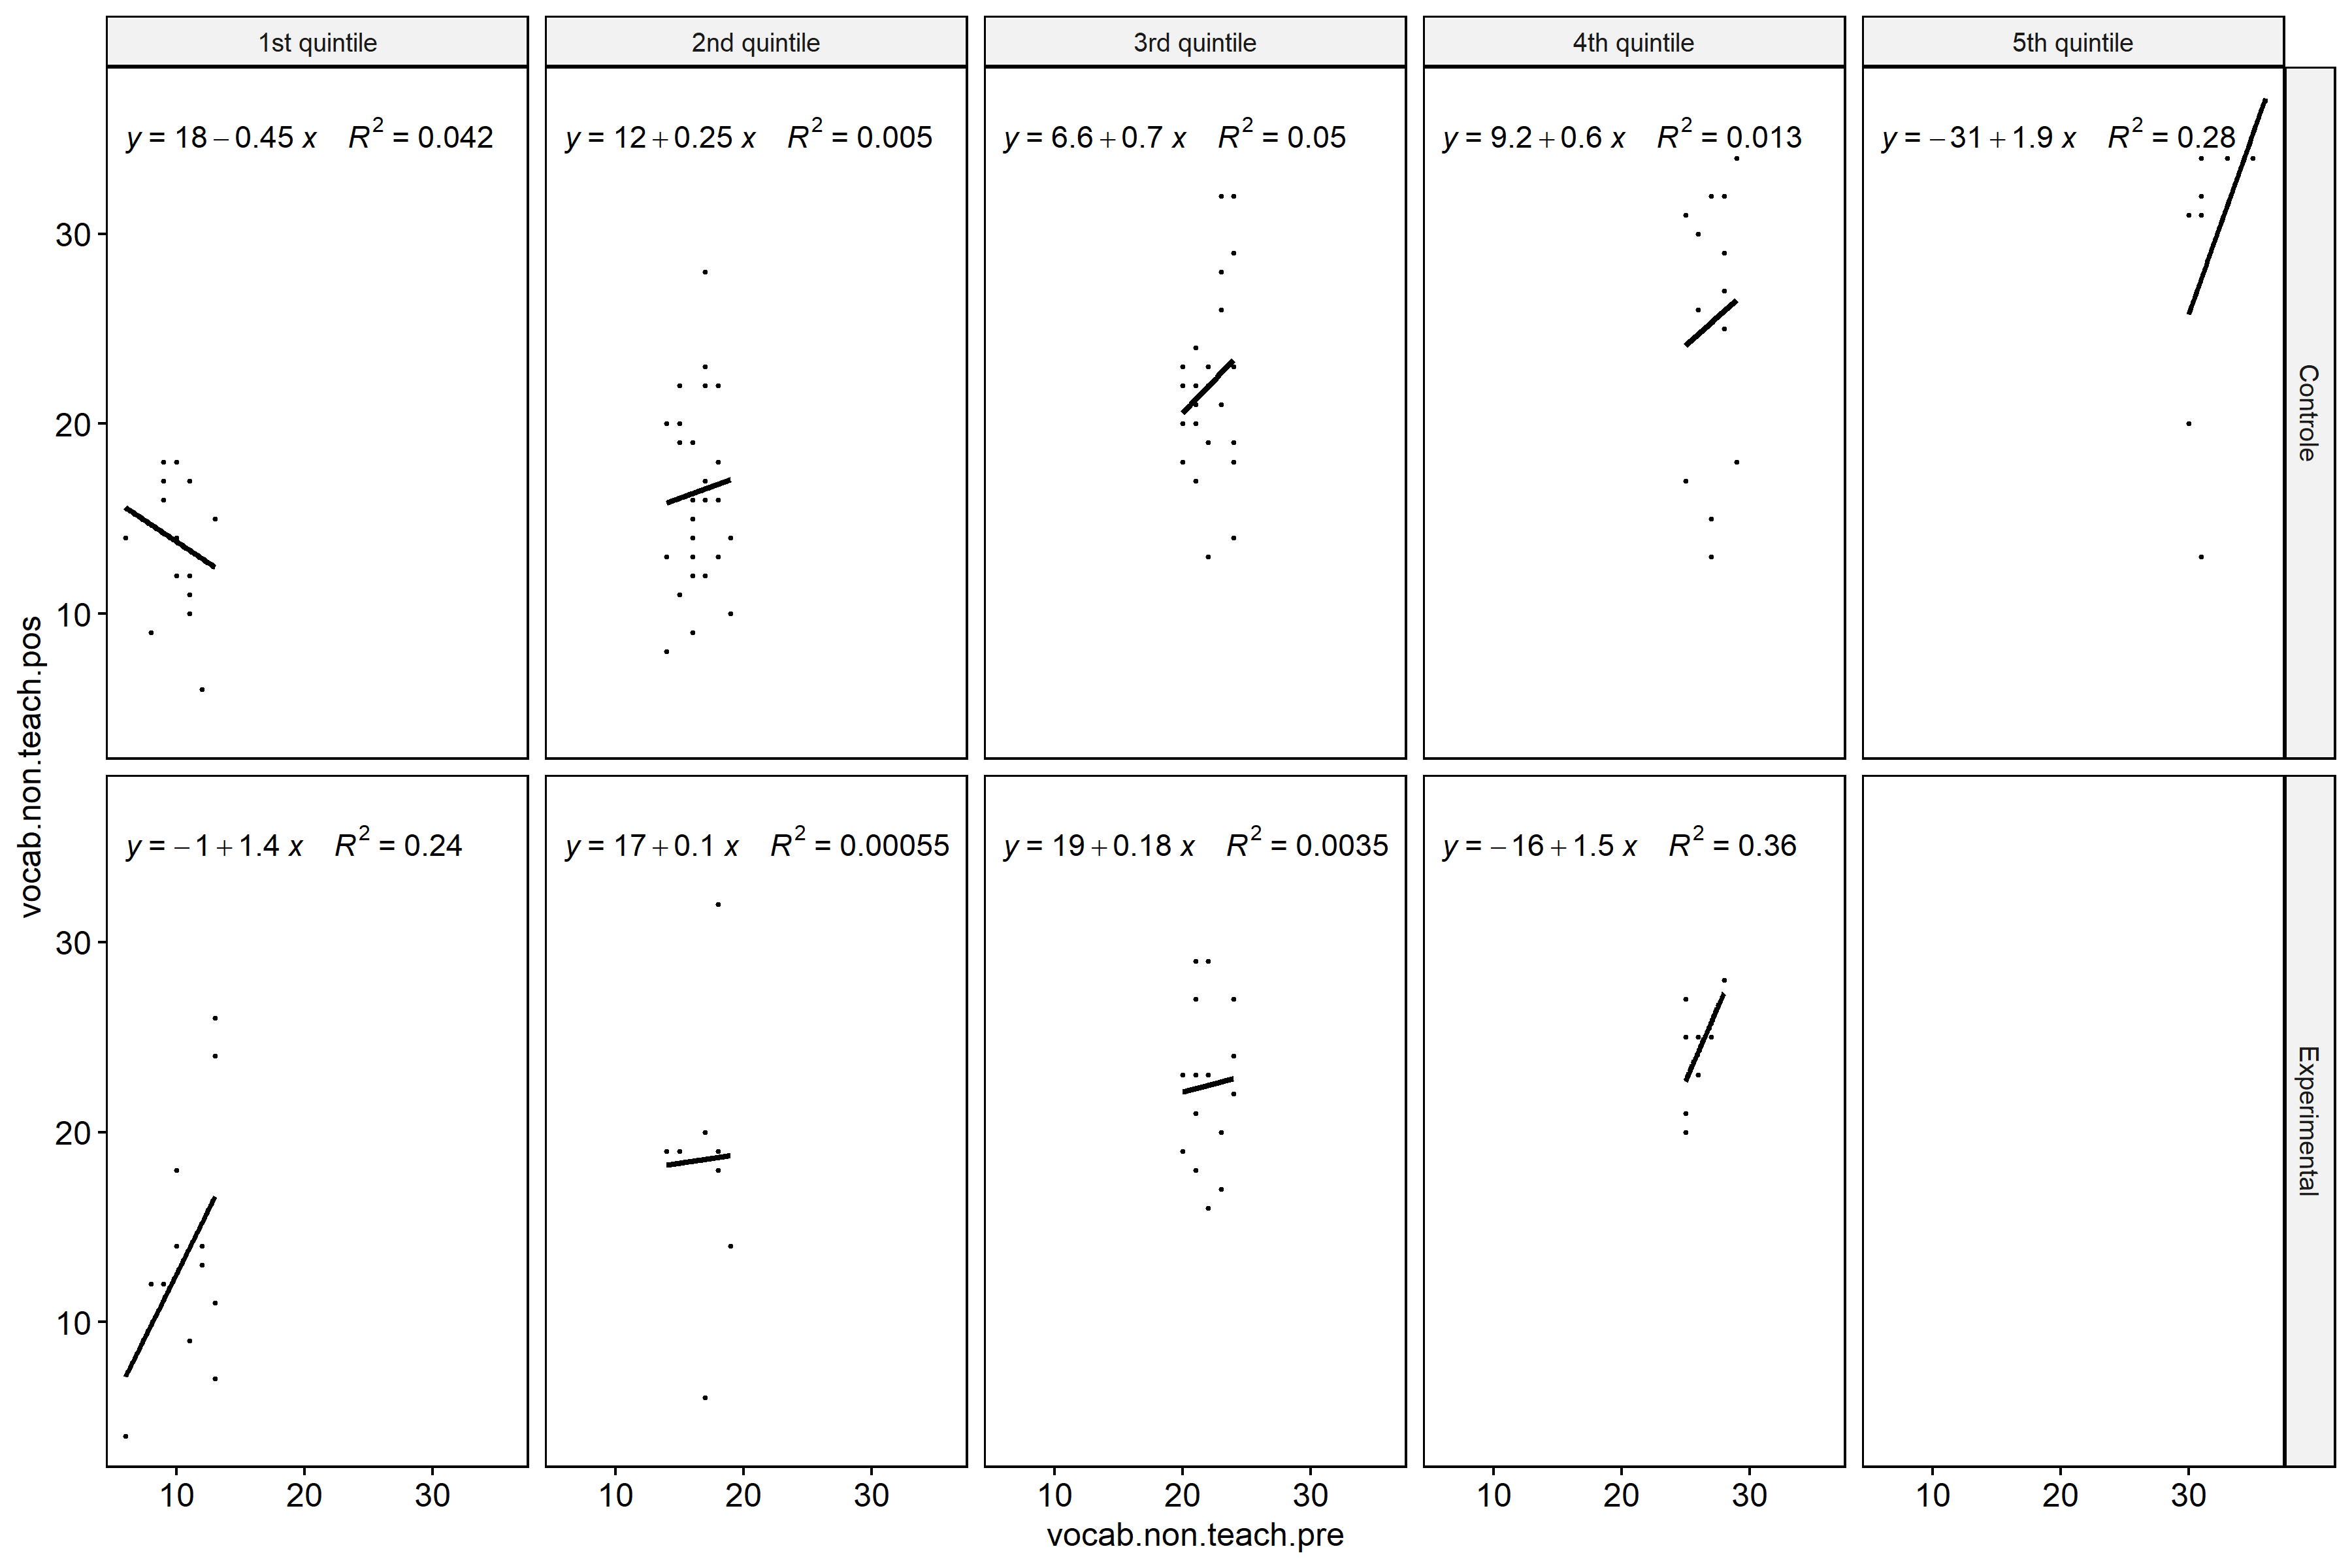 1st quintile 2nd quintile 3rd quintile 4th quintile 5th quintile
y = 18 − 0.45 x R² = 0.042
y = 12 + 0.25 x R² = 0.005
y = 6.6 + 0.7 x R² = 0.05
y = 9.2 + 0.6 x R² = 0.013
y = −31 + 1.9 x R² = 0.28
30
20
10
Controle
y = −1 + 1.4 x R² = 0.24
y = 17 + 0.1 x R² = 0.00055
y = 19 + 0.18 x R² = 0.0035
y = −16 + 1.5 x R² = 0.36
30
20
10
Experimental
vocab.non.teach.pos
10 20 30 10 20 30 10 20 30 10 20 30 10 20 30
vocab.non.teach.pre